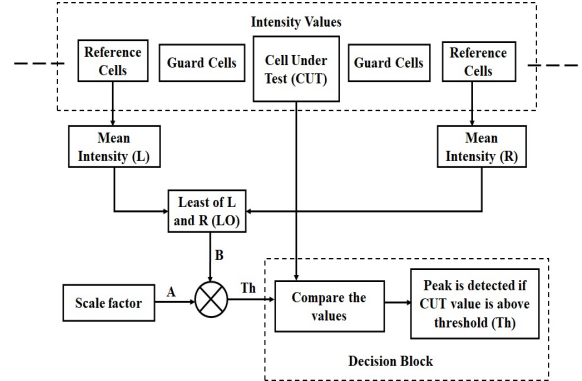 Intensity Values
Reference
Cells
Guard Cells
Cell Under
Test (CUT)
Guard Cells
Reference
Cells
Mean
Intensity (L)
Mean
Intensity (R)
Least of L
and R (LO)
B
Scale factor
A
Th
Compare the
values
Peak is detected if
CUT value is above
threshold (Th)
Decision Block